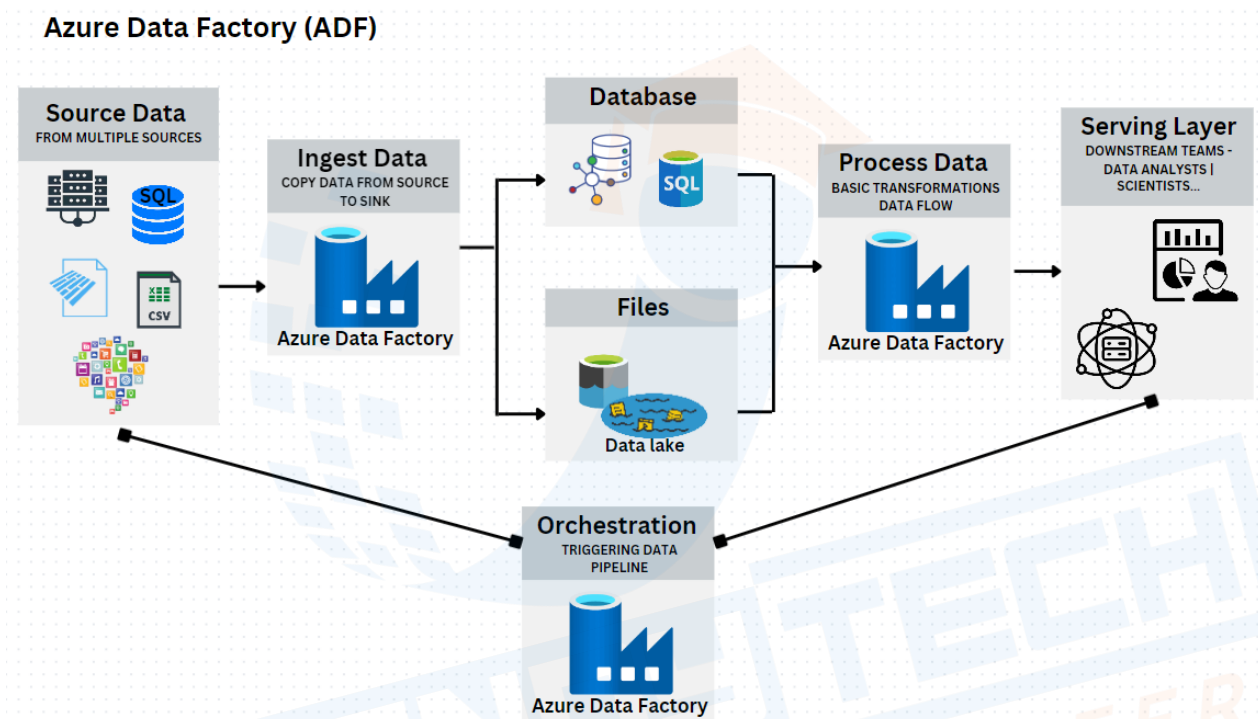 Azure Data Factory (ADF)
Source Data
FROM MULTIPLE SOURCES
SQL
CSV
Ingest Data
COPY DATA FROM SOURCE
TO SINK
Azure Data Factory
Database
SQL
Files
Data lake
Process Data
BASIC TRANSFORMATIONS
DATA FLOW
Azure Data Factory
Serving Layer
DOWNSTREAM TEAMS -
DATA ANALYSTS |
SCIENTISTS...
Orchestration
TRIGGERING DATA
PIPELINE
Azure Data Factory
TECH